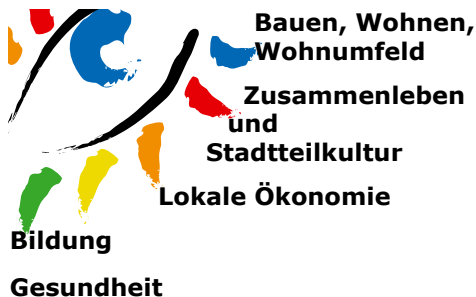 Bauen, Wohnen,
Wohnumfeld
Zusammenleben
und
Stadtteilkultur
Lokale Ökonomie
Bildung
Gesundheit